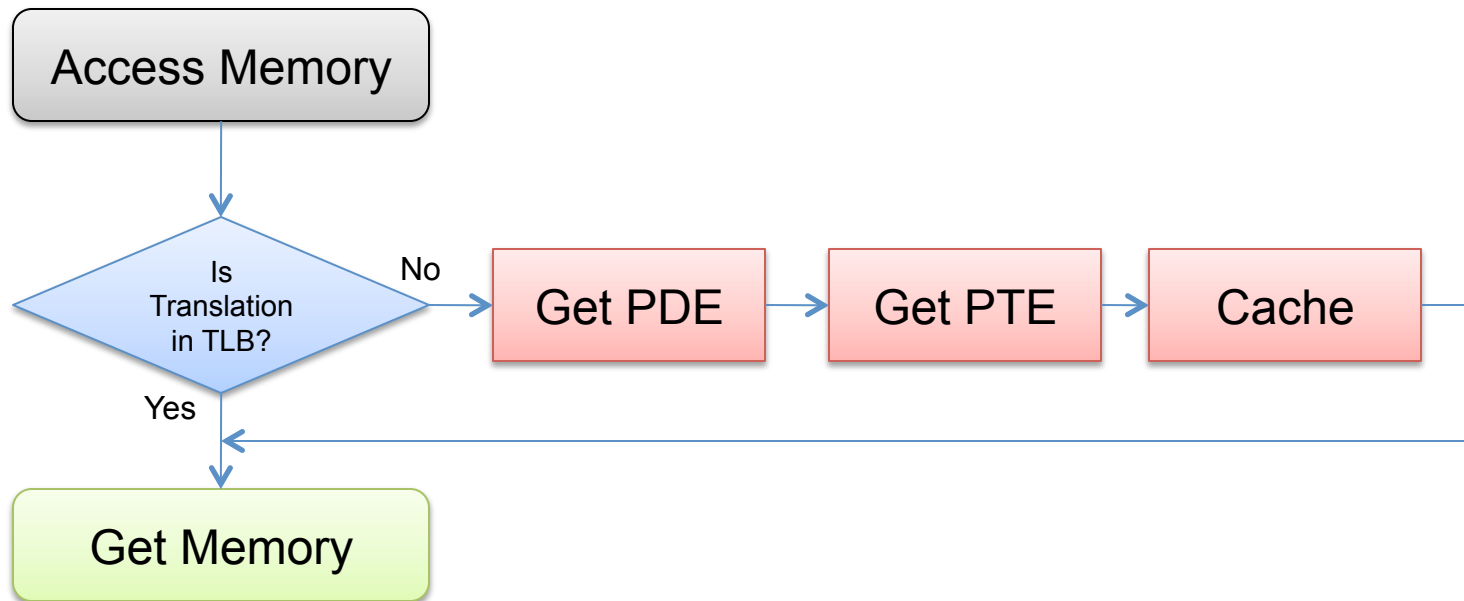 Access Memory
Is
Translation
in TLB?
No
Get PDE
Get PTE
Cache
Yes
Get Memory